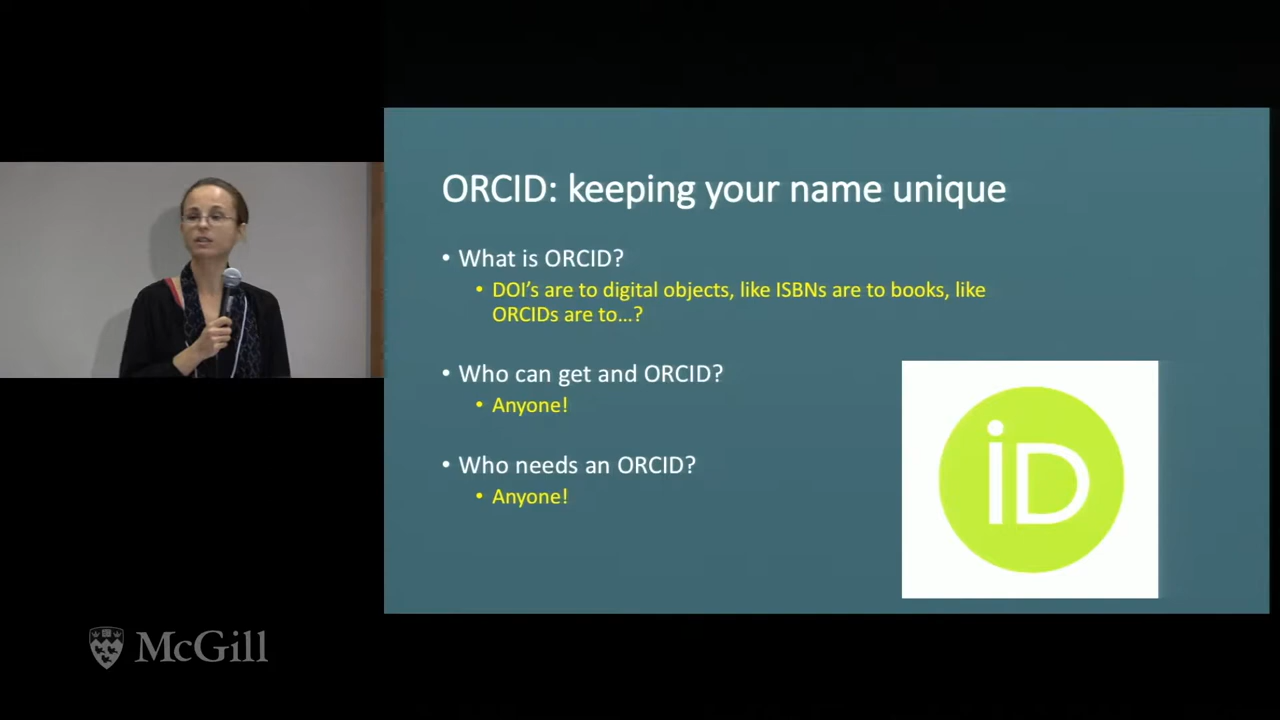 ORCID: keeping your name unique
• What is ORCID?
• DOI's are to digital objects, like ISBNs are to books, like
ORCIDs are to...?
• Who can get and ORCID?
• Anyone!
• Who needs an ORCID?
• Anyone!
iD
McGill